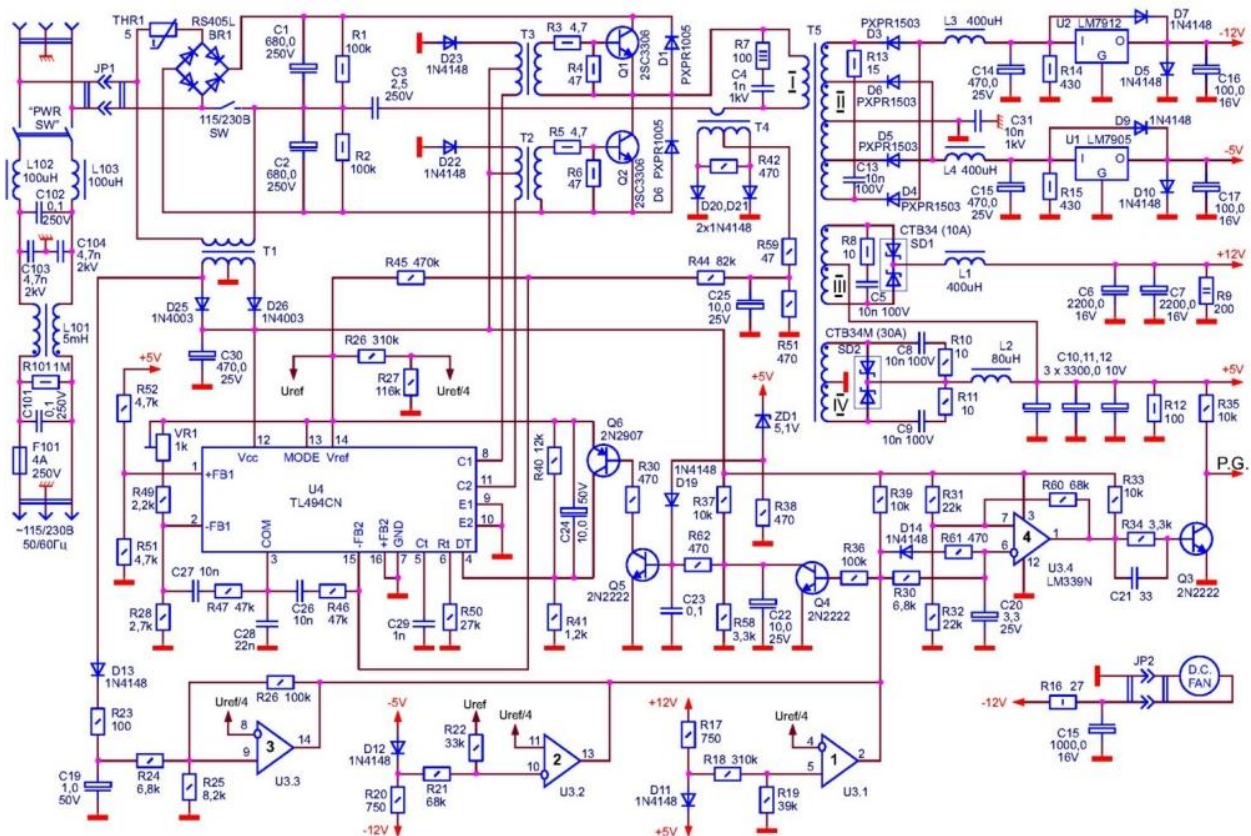 THR1
5
RS405L
BR1
C1
680,0
250V
R1
100k
C3
2,5
250V
D23
1N4148
T3
R3 4,7
R4
47
Q1
2SC3306
D1
PXPR1005
R7
100
C4
1n
1kV
I
T5
PXPR1503
D3
R13
15
L3 400uH
U2 LM7912
I
O
G
D7
1N4148
-12V
C14
470,0
25V
R14
430
D5
1N4148
C16
100,0
16V
JP1
"PWR
SW"
115/230В
SW
C2
680,0
250V
R2
100k
D22
1N4148
T2
R5 4,7
R6
47
Q2
2SC3306
D6 PXPR1005
T4
R42
470
D20,D21
2x1N4148
II
D6
PXPR1503
D5
PXPR1503
C13
10n
100V
D4
PXPR1503
C31
10n
1kV
L4 400uH
U1 LM7905
I
O
G
D9
1N4148
-5V
C15
470,0
25V
R15
430
D10
1N4148
C17
100,0
16V
L102
100uH
L103
100uH
C102
0,1
250V
C104
4,7n
2kV
C103
4,7n
2kV
L101
5mH
R101 1M
C101
0,1
250V
F101
4A
250V
~115/230В
50/60Гц
T1
D25
1N4003
D26
1N4003
C30
470,0
25V
R45 470k
R44 82k
C25
10,0
25V
R59
47
R51
470
III
R8
10
C5
10n 100V
CTB34 (10A)
SD1
L1
400uH
+12V
C6
2200,0
16V
C7
2200,0
16V
R9
200
IV
CTB34M (30A)
SD2
C8
10n 100V
R10
10
R11
10
C9
10n 100V
L2
80uH
C10,11,12
3 x 3300,0 10V
+5V
R12
100
R35
10k
P.G.
+5V
R52
4,7k
R26 310k
Uref
R27
116k
Uref/4
VR1
1k
R49
2,2k
R51
4,7k
R28
2,7k
12
13
14
Vcc
MODE
Vref
1
+FB1
2
-FB1
U4
TL494CN
C1
8
C2
11
E1
9
E2
10
COM
3
-FB2
15
+FB2
16
GND
7
Ct
5
Rt
6
DT
4
C27 10n
R47 47k
C28
22n
C26
10n
R46
47k
C29
1n
R50
27k
R40 12k
C24
10,0
50V
R41
1,2k
Q6
2N2907
R30
470
Q5
2N2222
+5V
ZD1
5,1V
1N4148
D19
R37
10k
R38
470
R62
470
C23
0,1
R58
3,3k
C22
10,0
25V
Q4
2N2222
R36
100k
R39
10k
D14
1N4148
R31
22k
R61 470
R30
6,8k
R32
22k
C20
3,3
25V
R60 68k
7
6
3
4
1
12
U3.4
LM339N
R33
10k
R34 3,3k
C21 33
Q3
2N2222
D13
1N4148
R23
100
C19
1,0
50V
R24
6,8k
R25
8,2k
R26 100k
Uref/4
8
9
3
14
U3.3
-5V
D12
1N4148
R20
750
-12V
R21
68k
Uref
R22
33k
Uref/4
11
10
2
13
U3.2
+12V
R17
750
R18 310k
D11
1N4148
+5V
R19
39k
Uref/4
4
5
1
2
U3.1
-12V
R16 27
C15
1000,0
16V
JP2
D.C.
FAN